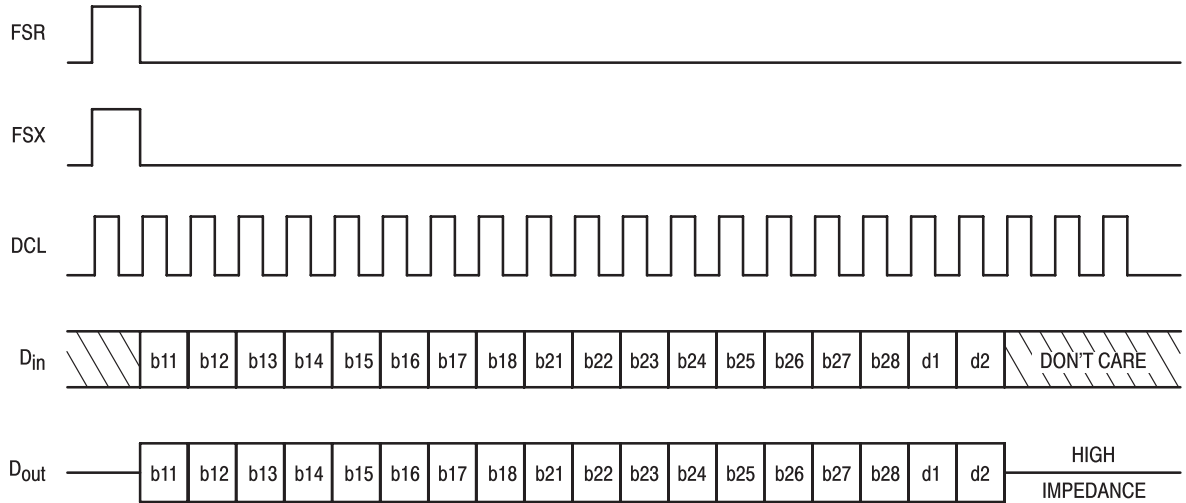 FSR
FSX
DCL
Din b11 b12 b13 b14 b15 b16 b17 b18 b21 b22 b23 b24 b25 b26 b27 b28 d1 d2 DON'T CARE
Dout b11 b12 b13 b14 b15 b16 b17 b18 b21 b22 b23 b24 b25 b26 b27 b28 d1 d2 HIGH
IMPEDANCE